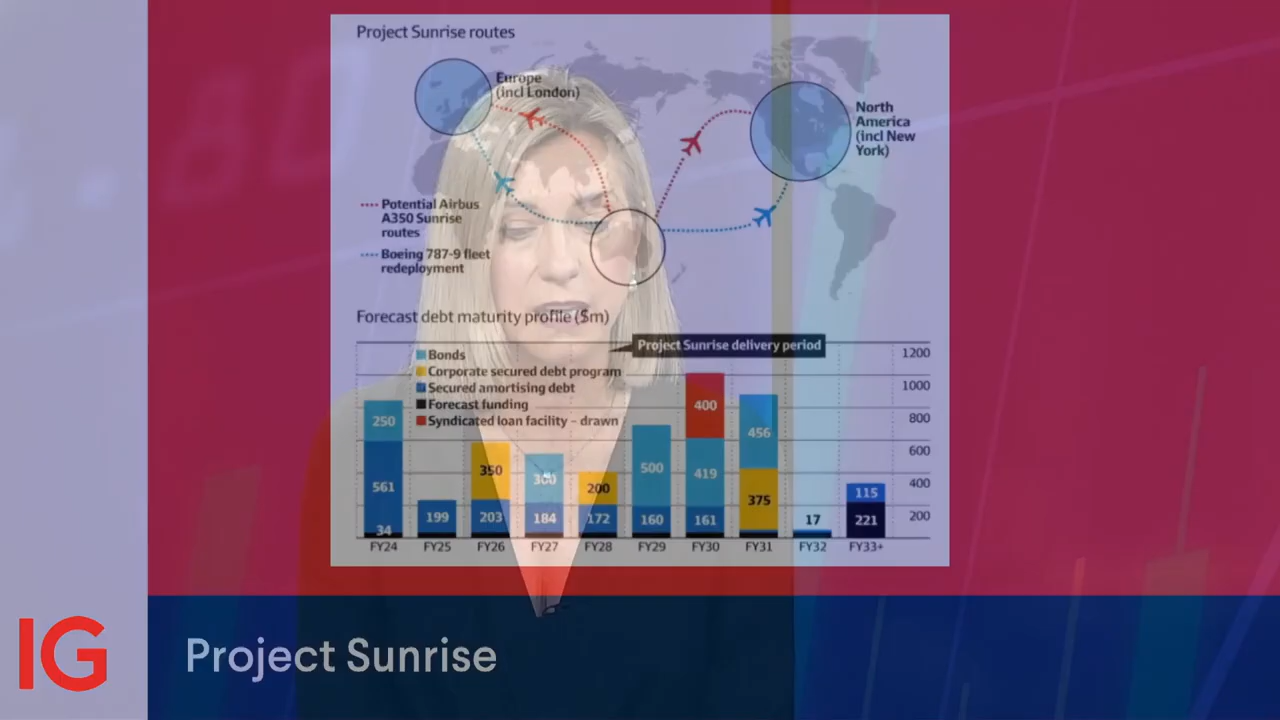 Project Sunrise routes
Europe
(incl London)
North
America
(incl New
York)
Potential Airbus
A350 Sunrise
routes
Boeing 787-9 fleet
redeployment
Forecast debt maturity profile ($m)
Project Sunrise delivery period
Bonds
Corporate secured debt program
Secured amortising debt
Forecast funding
Syndicated loan facility – drawn
1200
1000
800
600
400
200
250
561
34
199
350
203
300
184
200
172
500
160
400
419
161
456
375
17
115
221
FY24 FY25 FY26 FY27 FY28 FY29 FY30 FY31 FY32 FY33+
IG
Project Sunrise